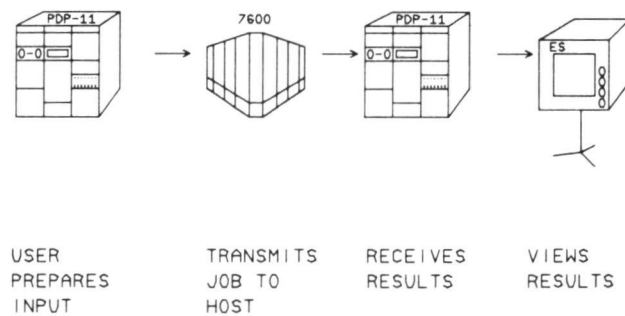 PDP-11
7600
PDP-11
ES
USER
PREPARES
INPUT
TRANSMITS
JOB TO
HOST
RECEIVES
RESULTS
VIEWS
RESULTS